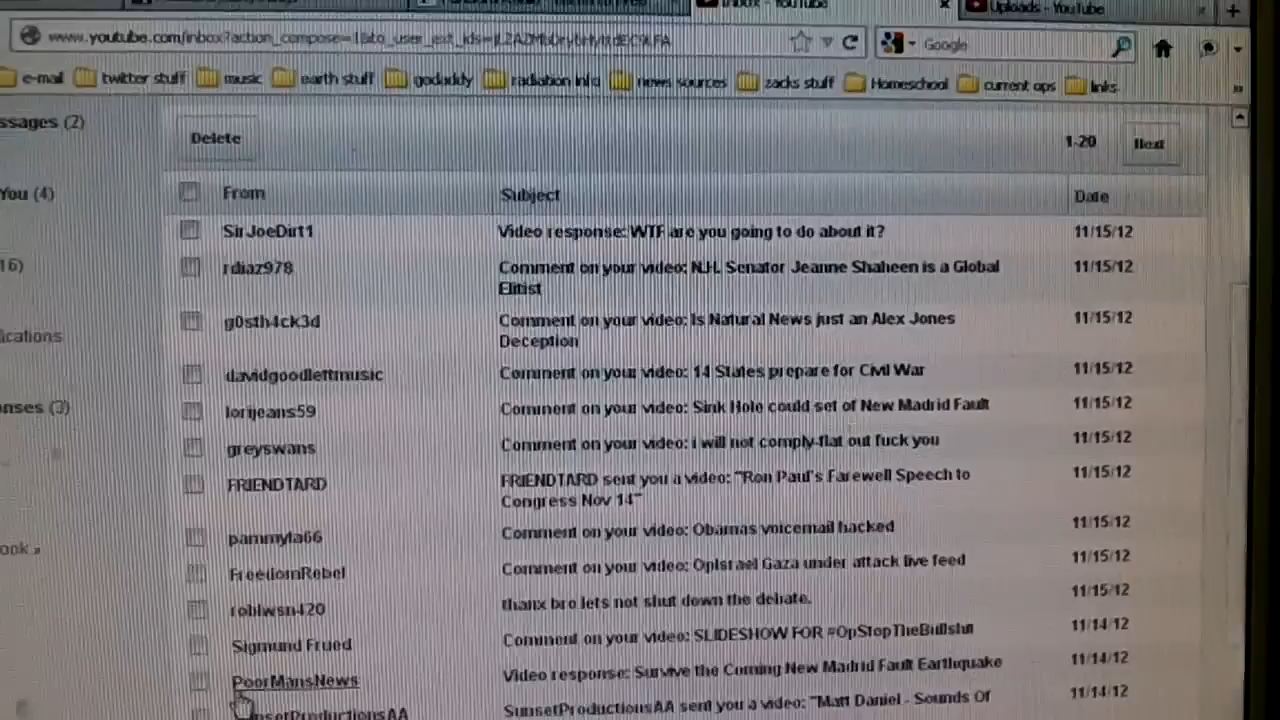 Inbox - YouTube
Uploads - YouTube
Google
e-mail twitter stuff music earth stuff godaddy radiation info news sources zacks stuff Homeschool current ops links
ssages (2)
Delete 1-20 Next
You (4)
From Subject Date
SirJoeDirt1 Video response: WTF are you going to do about it? 11/15/12
16)
rdiaz978 Comment on your video: N.H. Senator Jeanne Shaheen is a Global 11/15/12
Elitist
g0sth4ck3d Comment on your video: Is Natural News just an Alex Jones 11/15/12
Deception
ications
davidgoodlettmusic Comment on your video: 14 States prepare for Civil War 11/15/12
onses (3)
lorijeans59 Comment on your video: Sink Hole could set of New Madrid Fault 11/15/12
greyswans Comment on your video: i will not comply-flat out fuck you 11/15/12
FRIENDTARD FRIENDTARD sent you a video: "Ron Paul's Farewell Speech to 11/15/12
Congress Nov 14"
pammyla66 Comment on your video: Obamas voicemail hacked 11/15/12
ook »
FreedomRebel Comment on your video: OpIsrael Gaza under attack live feed 11/15/12
roblwsn420 thanx bro lets not shut down the debate. 11/15/12
Sigmund Frued Comment on your video: SLIDESHOW FOR #OpStopTheBullshit 11/14/12
PoorMansNews Video response: Survive the Coming New Madrid Fault Earthquake 11/14/12
SunsetProductionsAA SunsetProductionsAA sent you a video: "Matt Daniel - Sounds Of 11/14/12